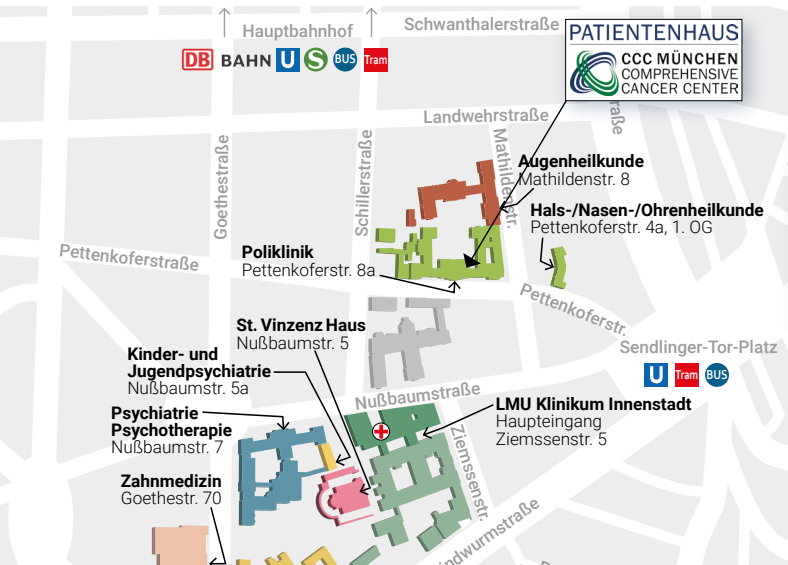 Hauptbahnhof
Schwanthalerstraße
DB BAHN U S BUS Tram
PATIENTENHAUS
CCC MÜNCHEN
COMPREHENSIVE
CANCER CENTER
Landwehrstraße
raße
Goethestraße
Schillerstraße
Mathildenstr.
Augenheilkunde
Mathildenstr. 8
Hals-/Nasen-/Ohrenheilkunde
Pettenkoferstr. 4a, 1. OG
Pettenkoferstraße
Poliklinik
Pettenkoferstr. 8a
Pettenkoferstr.
St. Vinzenz Haus
Nußbaumstr. 5
Sendlinger-Tor-Platz
U Tram BUS
Kinder- und
Jugendpsychiatrie
Nußbaumstr. 5a
Nußbaumstraße
LMU Klinikum Innenstadt
Haupteingang
Ziemssenstr. 5
Psychiatrie
Psychotherapie
Nußbaumstr. 7
Ziemssenstr.
Zahnmedizin
Goethestr. 70
indwurmstraße